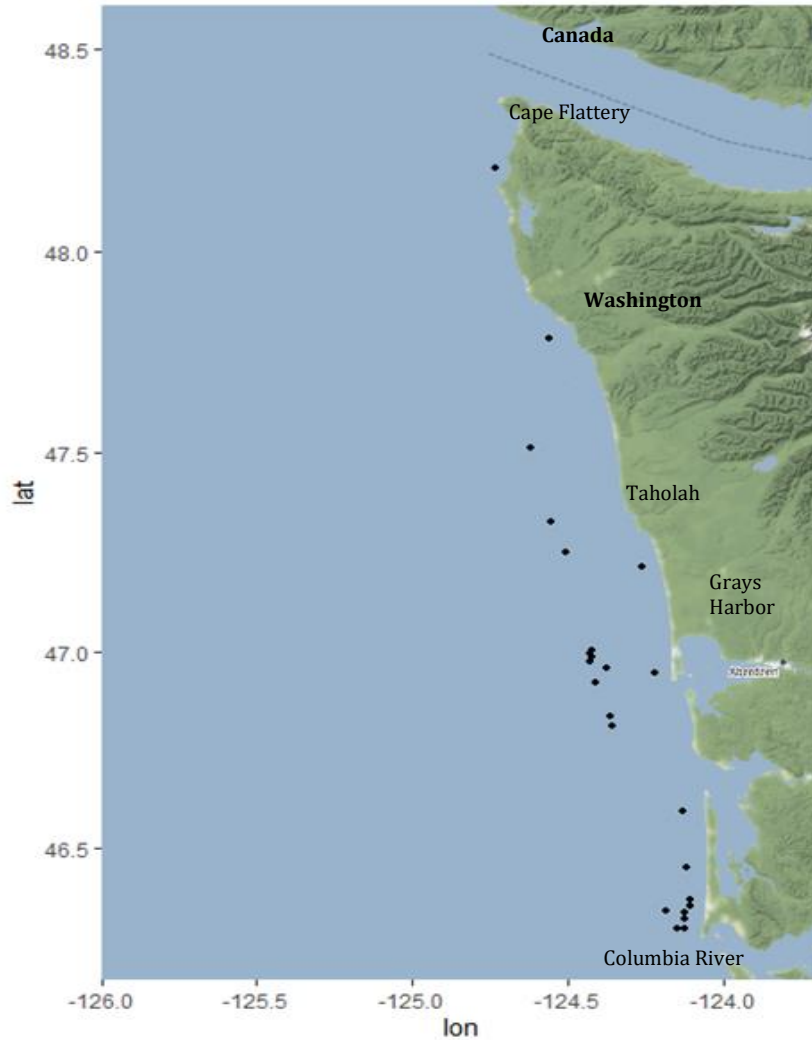 Canada
48.5
Cape Flattery
48.0
Washington
47.5
Taholah
lat
Grays
Harbor
47.0
Aberdeen
46.5
Columbia River
-126.0 -125.5 -125.0 -124.5 -124.0
lon